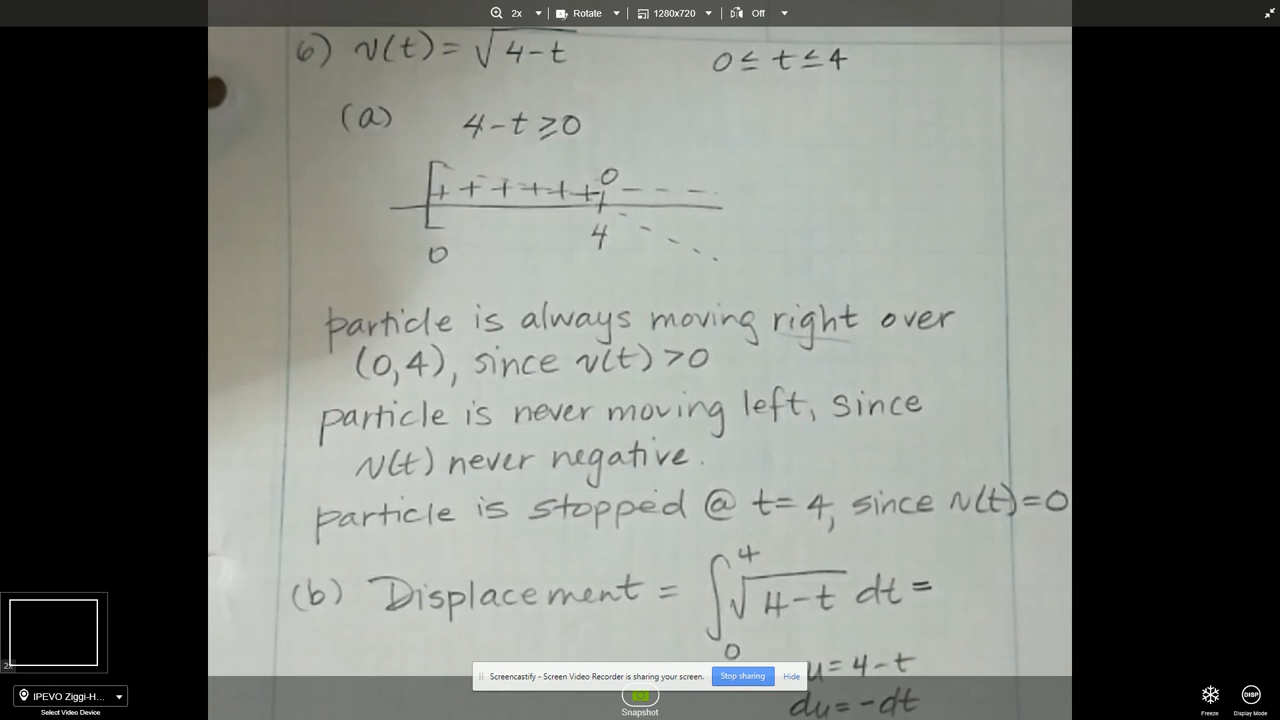 2x Rotate 1280x720 Off
6) v(t) = √4-t 0 ≤ t ≤ 4
(a) 4-t ≥ 0
[+ + + + + + 0 - - -
0 4
particle is always moving right over
(0,4), since v(t) > 0
particle is never moving left, since
v(t) never negative.
particle is stopped @ t= 4, since v(t)=0
(b) Displacement = ∫₀⁴ √4-t dt =
u = 4-t
du = -dt
2x
Screencastify - Screen Video Recorder is sharing your screen. Stop sharing Hide
IPEVO Ziggi-H...
Select Video Device
Snapshot
Freeze
DISP
Display Mode